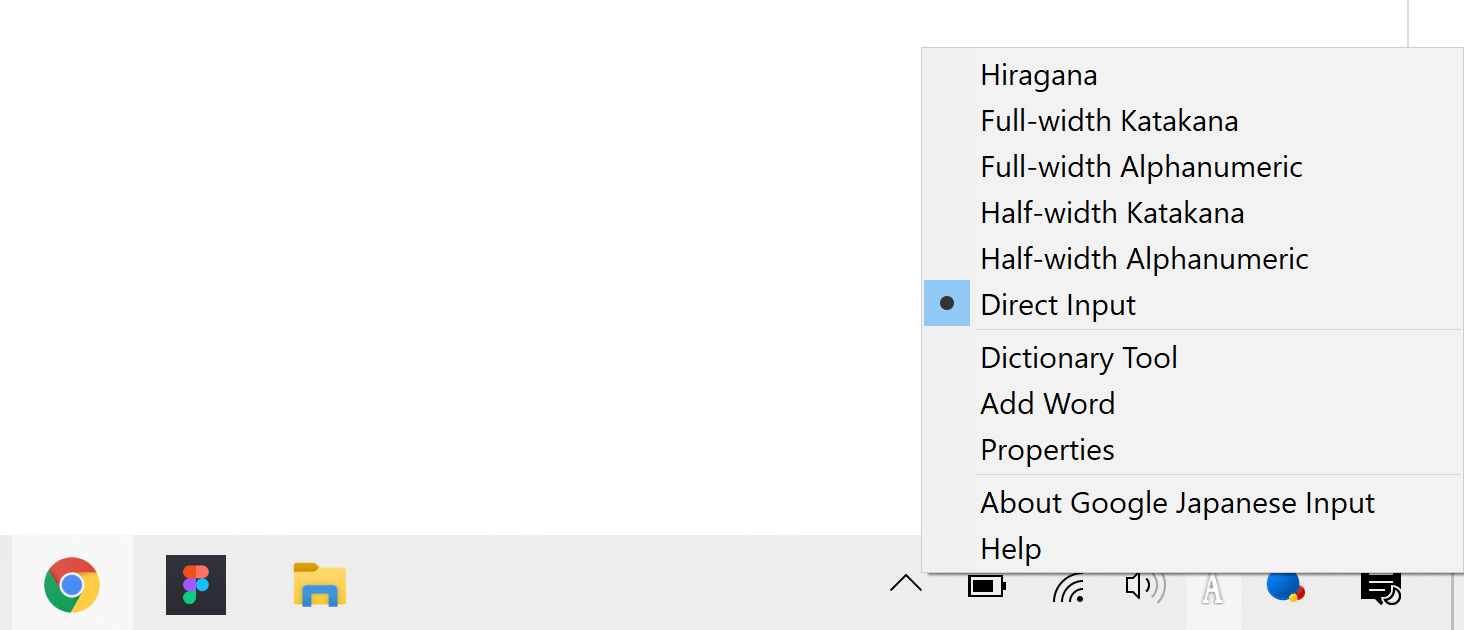 Hiragana
Full-width Katakana
Full-width Alphanumeric
Half-width Katakana
Half-width Alphanumeric
Direct Input
Dictionary Tool
Add Word
Properties
About Google Japanese Input
Help
A